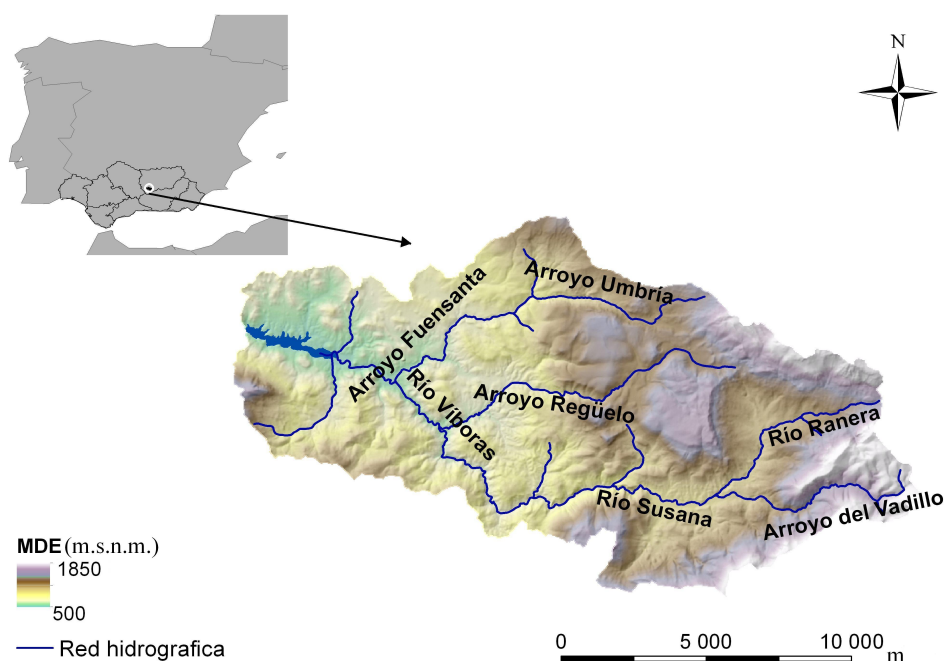 N
Arroyo Umbría
Arroyo Fuensanta
Río Víboras
Arroyo Regüelo
Río Ranera
Río Susana
Arroyo del Vadillo
MDE (m.s.n.m.)
1850
500
Red hidrografica
0 5 000 10 000 m